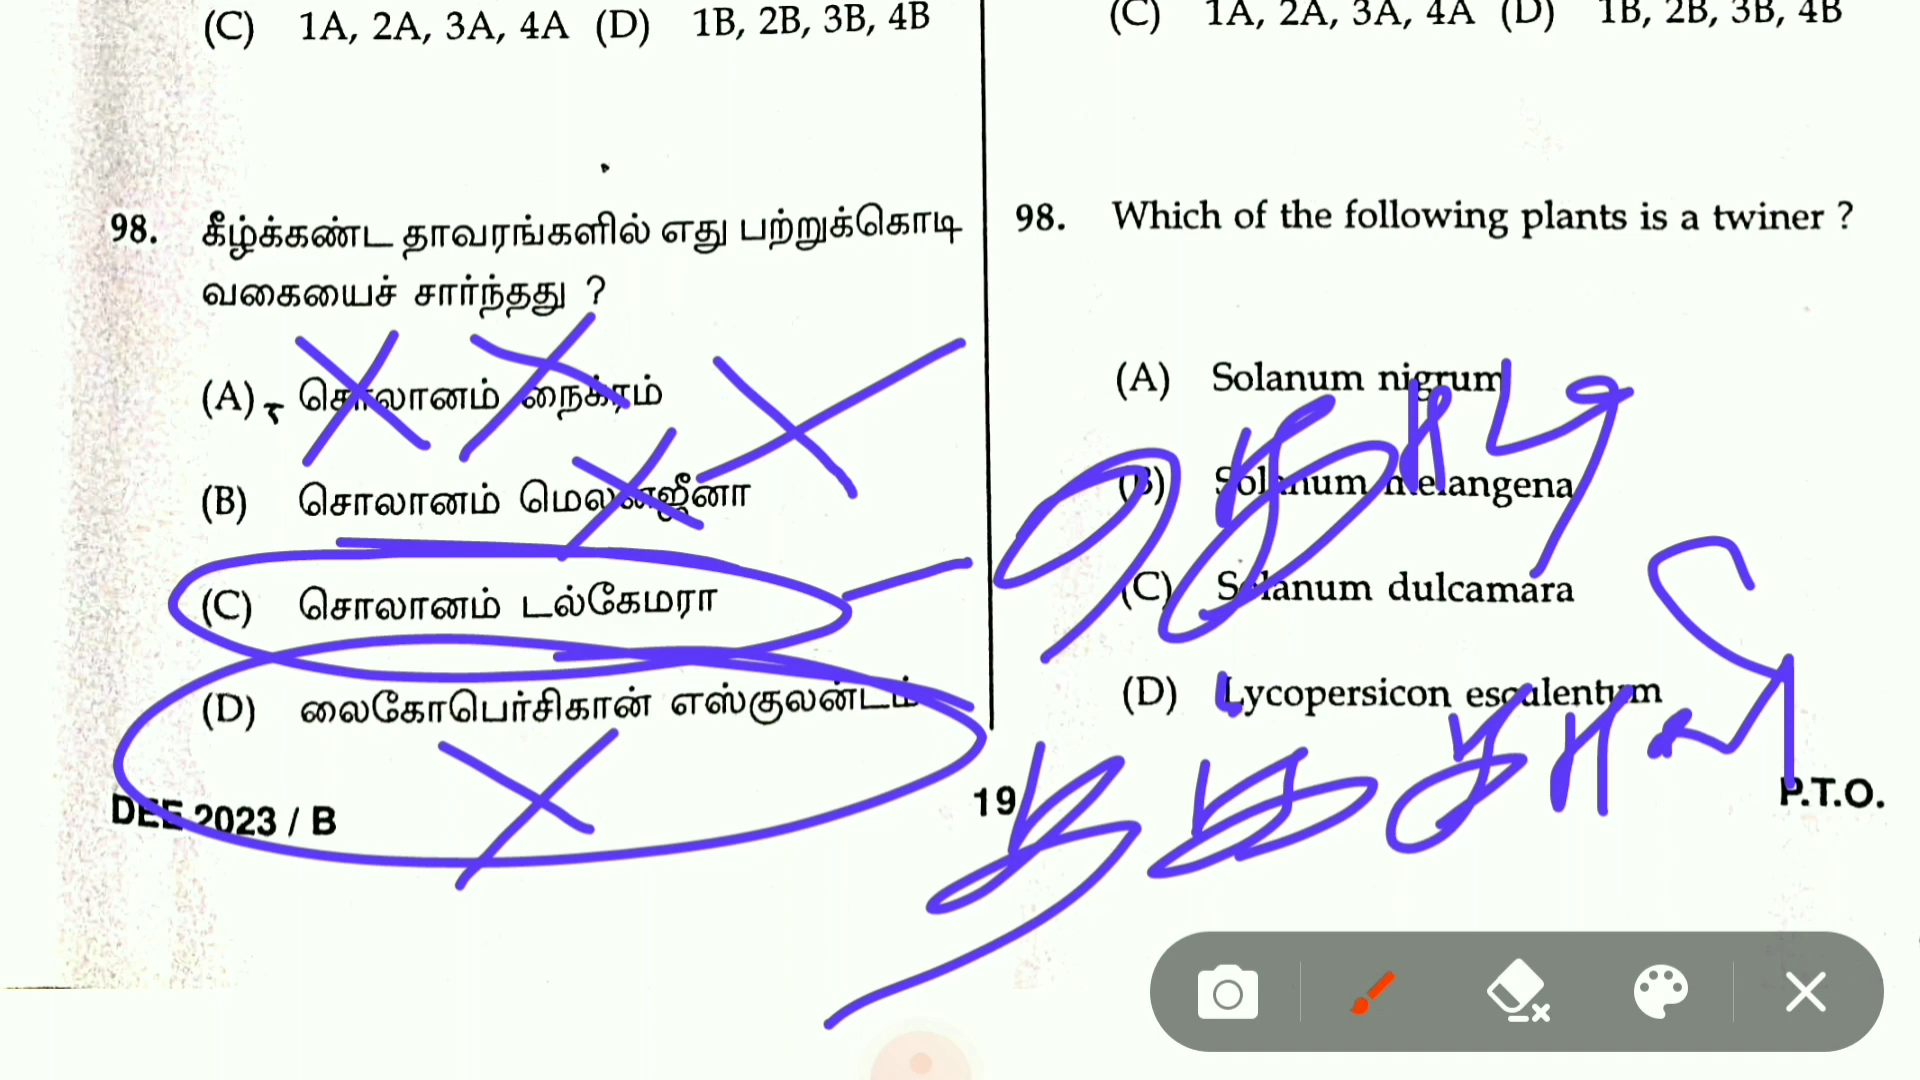 (C) 1A, 2A, 3A, 4A (D) 1B, 2B, 3B, 4B
98. கீழ்க்கண்ட தாவரங்களில் எது பற்றுக்கொடி
வகையைச் சார்ந்தது ?
(A) சொலானம் நைக்ரம்
(B) சொலானம் மெலன்ஜீனா
(C) சொலானம் டல்கேமரா
(D) லைகோபெர்சிகான் எஸ்குலன்டம்
DEE 2023 / B
(C) 1A, 2A, 3A, 4A (D) 1B, 2B, 3B, 4B
98. Which of the following plants is a twiner ?
(A) Solanum nigrum
(B) Solanum melangena
(C) Solanum dulcamara
(D) Lycopersicon esculentum
19
P.T.O.